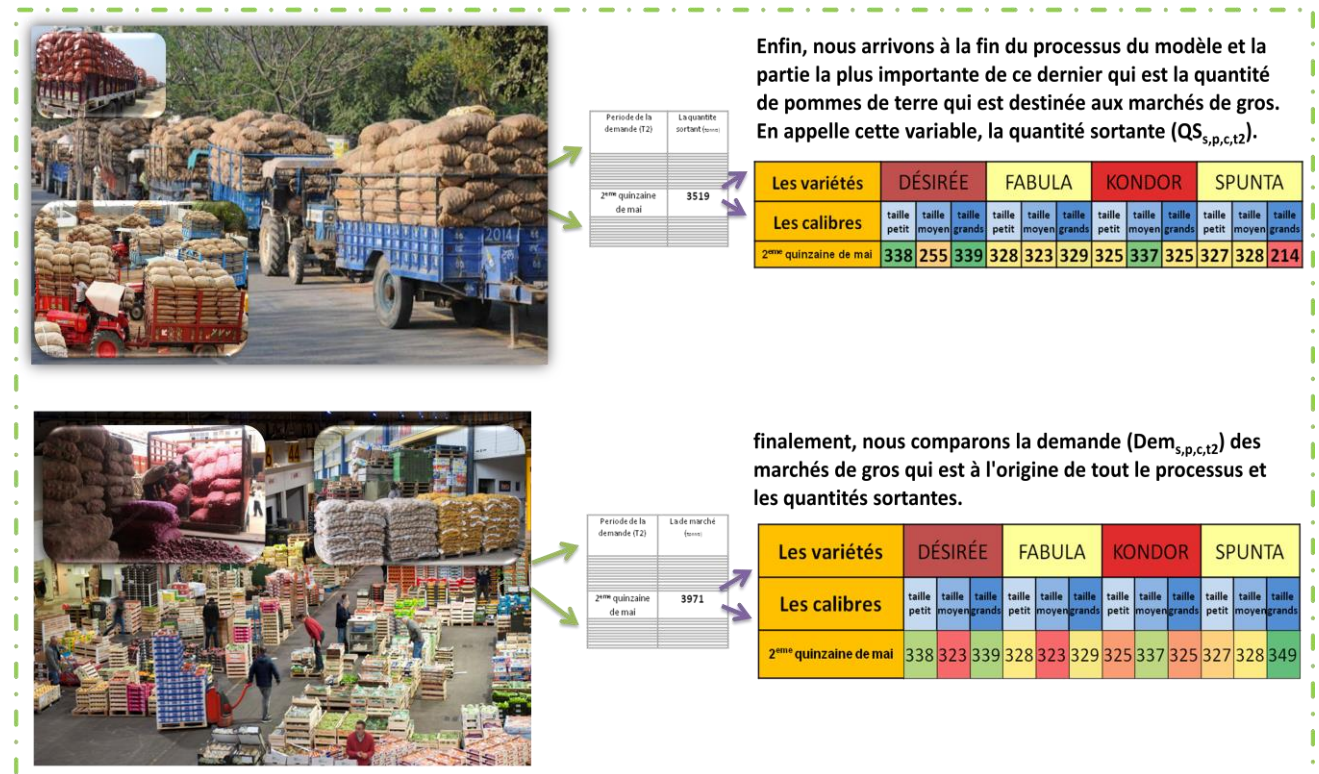 Enfin, nous arrivons à la fin du processus du modèle et la
partie la plus importante de ce dernier qui est la quantité
de pommes de terre qui est destinée aux marchés de gros.
En appelle cette variable, la quantité sortante (QSs,p,c,t2).
Periode de la La quantite
demande (T2) sortant (tonne)
2eme quinzaine 3519
de mai
Les variétés DÉSIRÉE FABULA KONDOR SPUNTA
Les calibres taille taille taille taille taille taille taille taille taille taille taille taille
petit moyen grands petit moyen grands petit moyen grands petit moyen grands
2eme quinzaine de mai 338 255 339 328 323 329 325 337 325 327 328 214
2014
finalement, nous comparons la demande (Dems,p,c,t2) des
marchés de gros qui est à l'origine de tout le processus et
les quantités sortantes.
Periode de la La de marché
demande (T2) (tonne)
2eme quinzaine 3971
de mai
Les variétés DÉSIRÉE FABULA KONDOR SPUNTA
Les calibres taille taille taille taille taille taille taille taille taille taille taille taille
petit moyen grands petit moyen grands petit moyen grands petit moyen grands
2eme quinzaine de mai 338 323 339 328 323 329 325 337 325 327 328 349